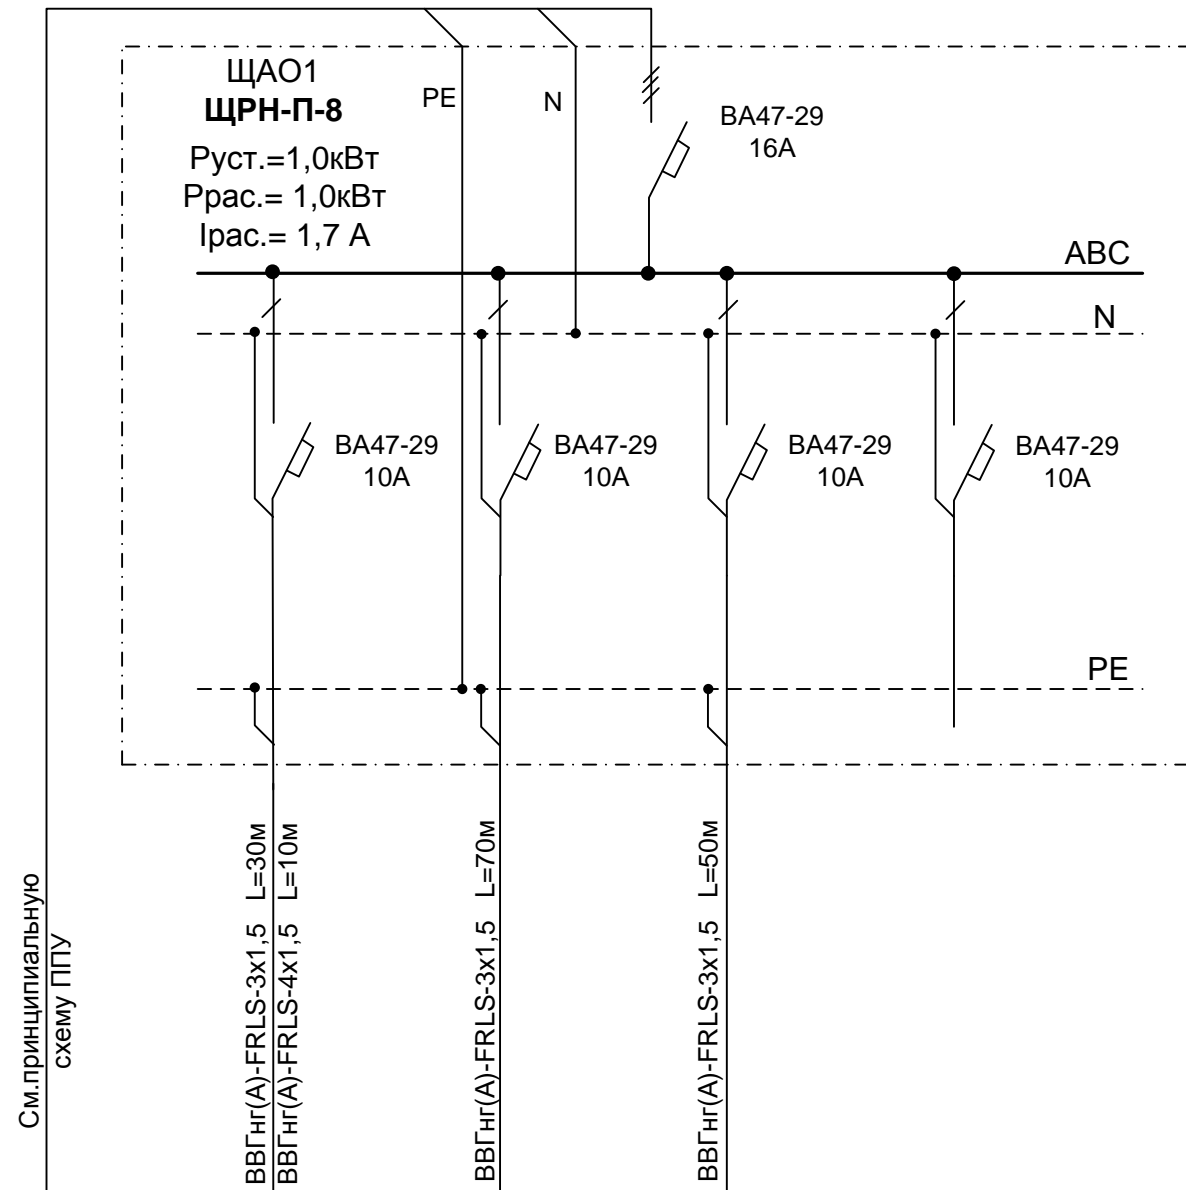 ЩАО1
ЩРН-П-8
Руст.=1,0кВт
Ррас.= 1,0кВт
Iрас.= 1,7 А
PE
N
ВА47-29
16А
ABC
N
ВА47-29
10А
ВА47-29
10А
ВА47-29
10А
ВА47-29
10А
PE
См.принципиальную
схему ППУ
ВВГнг(А)-FRLS-3х1,5 L=30м
ВВГнг(А)-FRLS-4х1,5 L=10м
ВВГнг(А)-FRLS-3х1,5 L=70м
ВВГнг(А)-FRLS-3х1,5 L=50м